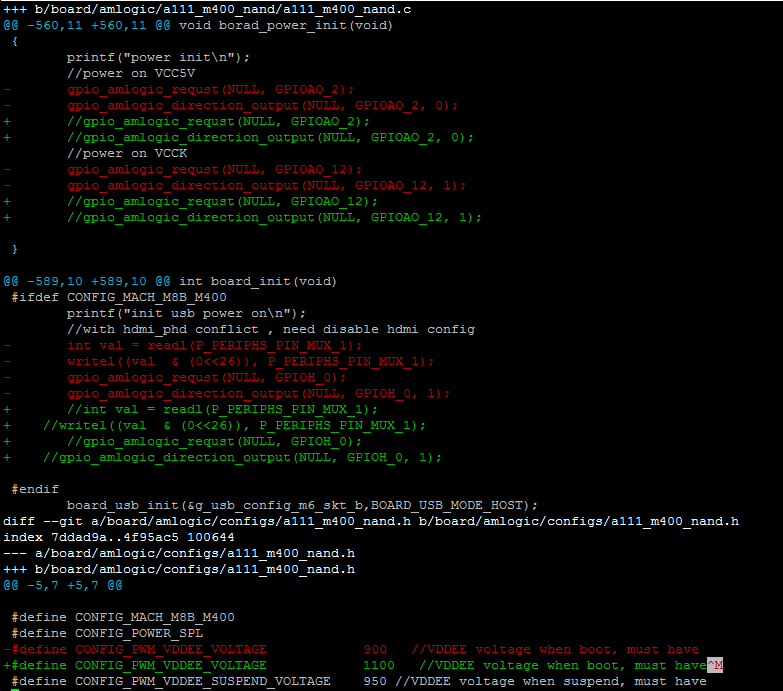 +++ b/board/amlogic/a111_m400_nand/a111_m400_nand.c
@@ -560,11 +560,11 @@ void borad_power_init(void)
 {
        printf("power init\n");
        //power on VCC5V
-       gpio_amlogic_requst(NULL, GPIOAO_2);
-       gpio_amlogic_direction_output(NULL, GPIOAO_2, 0);
+       //gpio_amlogic_requst(NULL, GPIOAO_2);
+       //gpio_amlogic_direction_output(NULL, GPIOAO_2, 0);
        //power on VCCK
-       gpio_amlogic_requst(NULL, GPIOAO_12);
-       gpio_amlogic_direction_output(NULL, GPIOAO_12, 1);
+       //gpio_amlogic_requst(NULL, GPIOAO_12);
+       //gpio_amlogic_direction_output(NULL, GPIOAO_12, 1);
 }
@@ -589,10 +589,10 @@ int board_init(void)
 #ifdef CONFIG_MACH_M8B_M400
        printf("init usb power on\n");
        //with hdmi_phd conflict , need disable hdmi config
-       int val = readl(P_PERIPHS_PIN_MUX_1);
-       writel((val  & (0<<26)), P_PERIPHS_PIN_MUX_1);
-       gpio_amlogic_requst(NULL, GPIOH_0);
-       gpio_amlogic_direction_output(NULL, GPIOH_0, 1);
+       //int val = readl(P_PERIPHS_PIN_MUX_1);
+    //writel((val  & (0<<26)), P_PERIPHS_PIN_MUX_1);
+       //gpio_amlogic_requst(NULL, GPIOH_0);
+    //gpio_amlogic_direction_output(NULL, GPIOH_0, 1);
 #endif
        board_usb_init(&g_usb_config_m6_skt_b,BOARD_USB_MODE_HOST);
diff --git a/board/amlogic/configs/a111_m400_nand.h b/board/amlogic/configs/a111_m400_nand.h
index 7ddad9a..4f95ac5 100644
--- a/board/amlogic/configs/a111_m400_nand.h
+++ b/board/amlogic/configs/a111_m400_nand.h
@@ -5,7 +5,7 @@
 #define CONFIG_MACH_M8B_M400
 #define CONFIG_POWER_SPL
-#define CONFIG_PWM_VDDEE_VOLTAGE            900   //VDDEE voltage when boot, must have
+#define CONFIG_PWM_VDDEE_VOLTAGE            1100   //VDDEE voltage when boot, must have^M
 #define CONFIG_PWM_VDDEE_SUSPEND_VOLTAGE    950 //VDDEE voltage when suspend, must have